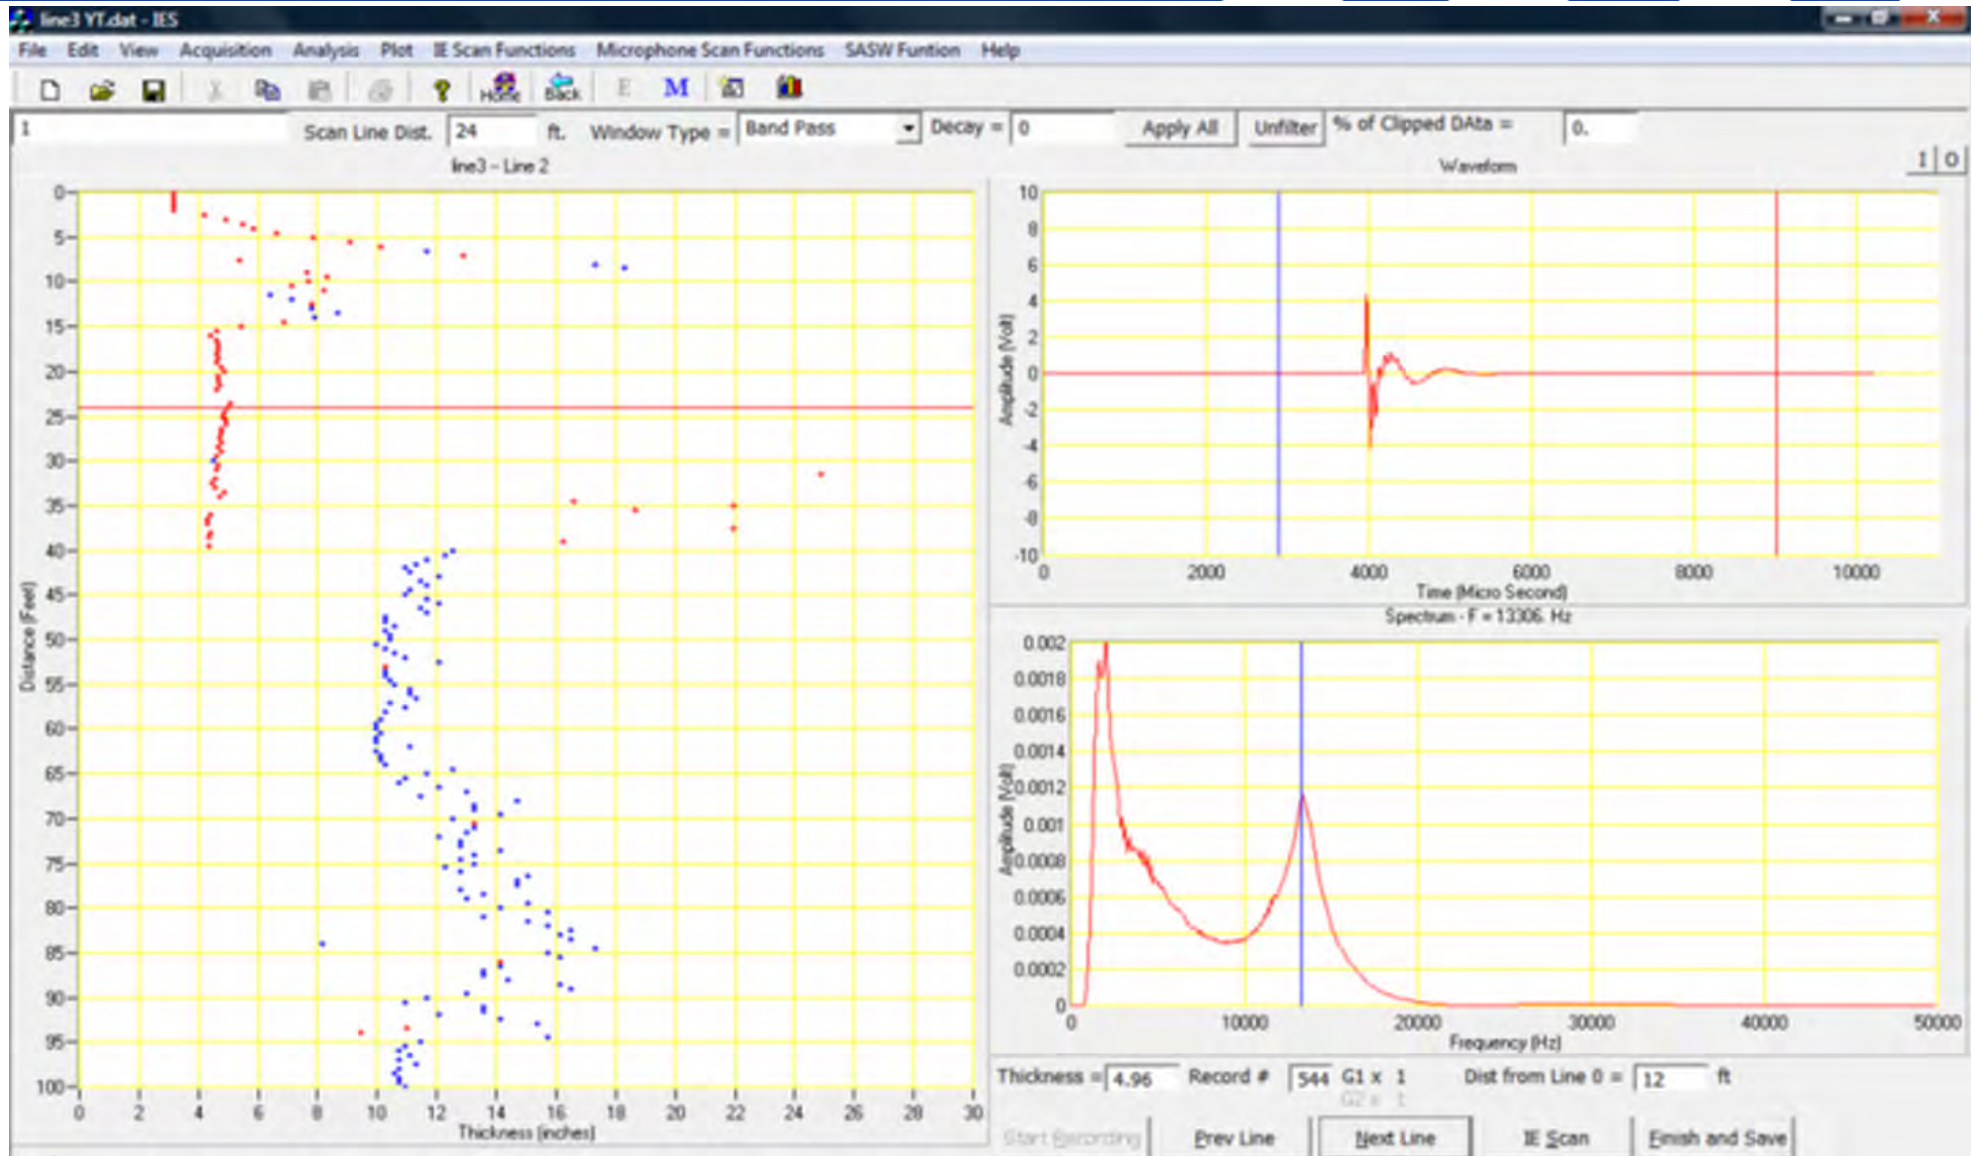 line3 YT.dat - IES
File Edit View Acquisition Analysis Plot IE Scan Functions Microphone Scan Functions SASW Funtion Help
Home Back E M
1 Scan Line Dist. 24 ft. Window Type = Band Pass Decay = 0 Apply All Unfilter % of Clipped DAta = 0.
I O
line3 - Line 2
0
5
10
15
20
25
30
35
40
45
50
55
60
65
70
75
80
85
90
95
100
Distance (Feet)
0 2 4 6 8 10 12 14 16 18 20 22 24 26 28 30
Thickness (inches)
Waveform
10
8
6
4
2
0
-2
-4
-6
-8
-10
Amplitude (Volt)
0 2000 4000 6000 8000 10000
Time (Micro Second)
Spectrum - F = 13306. Hz
0.002
0.0018
0.0016
0.0014
0.0012
0.001
0.0008
0.0006
0.0004
0.0002
0
Amplitude (Volt)
0 10000 20000 30000 40000 50000
Frequency (Hz)
Thickness = 4.96 Record # 544 G1 x 1 Dist from Line 0 = 12 ft
G2 x 1
Start Recording Prev Line Next Line IE Scan Finish and Save